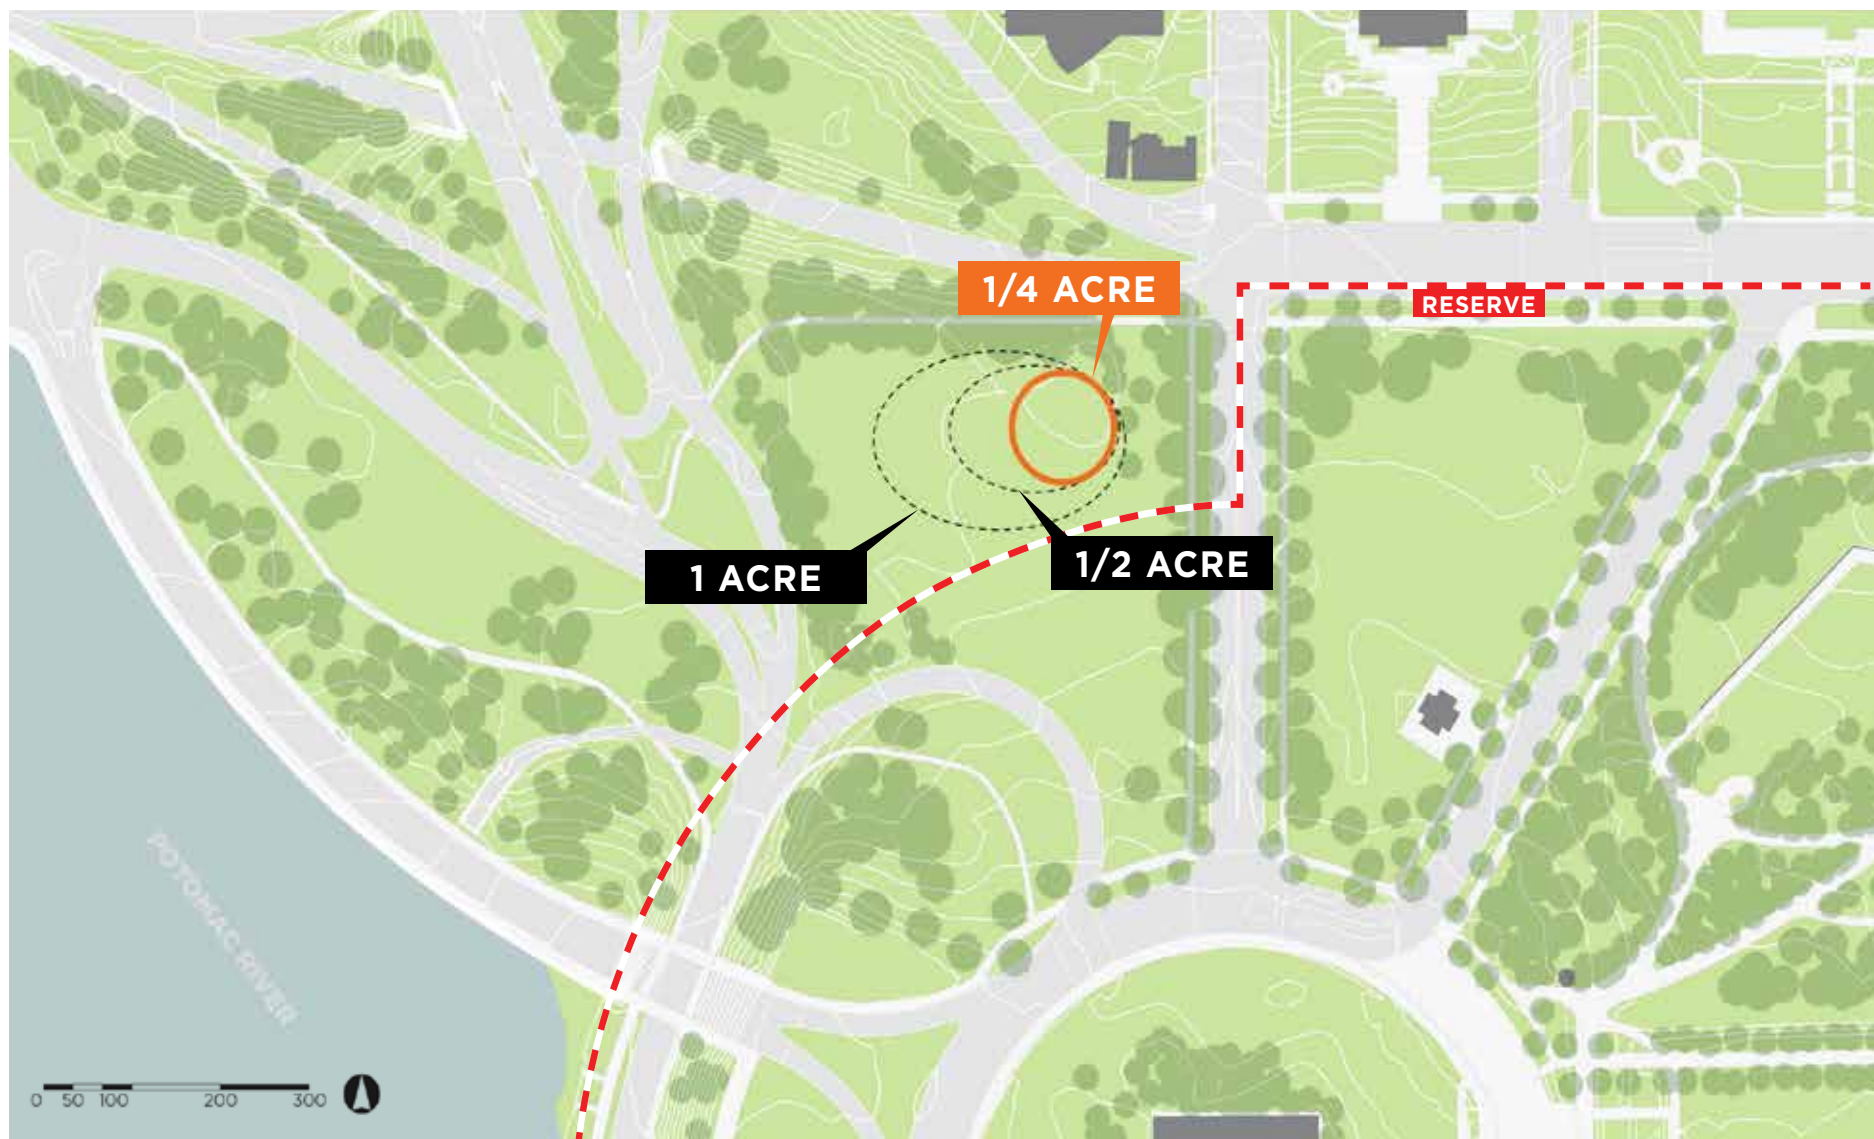 1/4 ACRE
RESERVE
1 ACRE
1/2 ACRE
POTOMAC RIVER
0 50 100 200 300